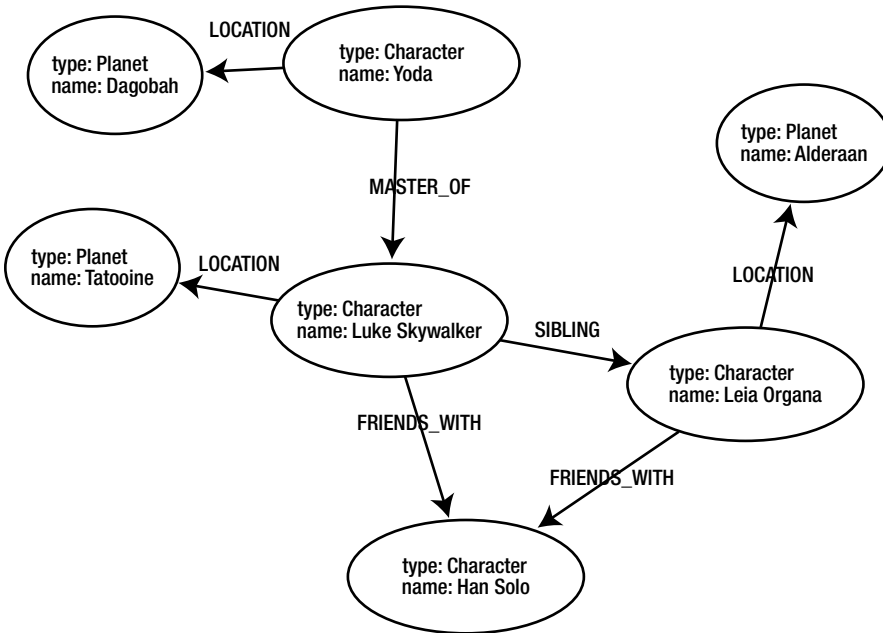 LOCATION
type: Character
name: Yoda
type: Planet
name: Dagobah
type: Planet
name: Alderaan
MASTER_OF
type: Planet
name: Tatooine
LOCATION
LOCATION
type: Character
name: Luke Skywalker
SIBLING
type: Character
name: Leia Organa
FRIENDS_WITH
FRIENDS_WITH
type: Character
name: Han Solo